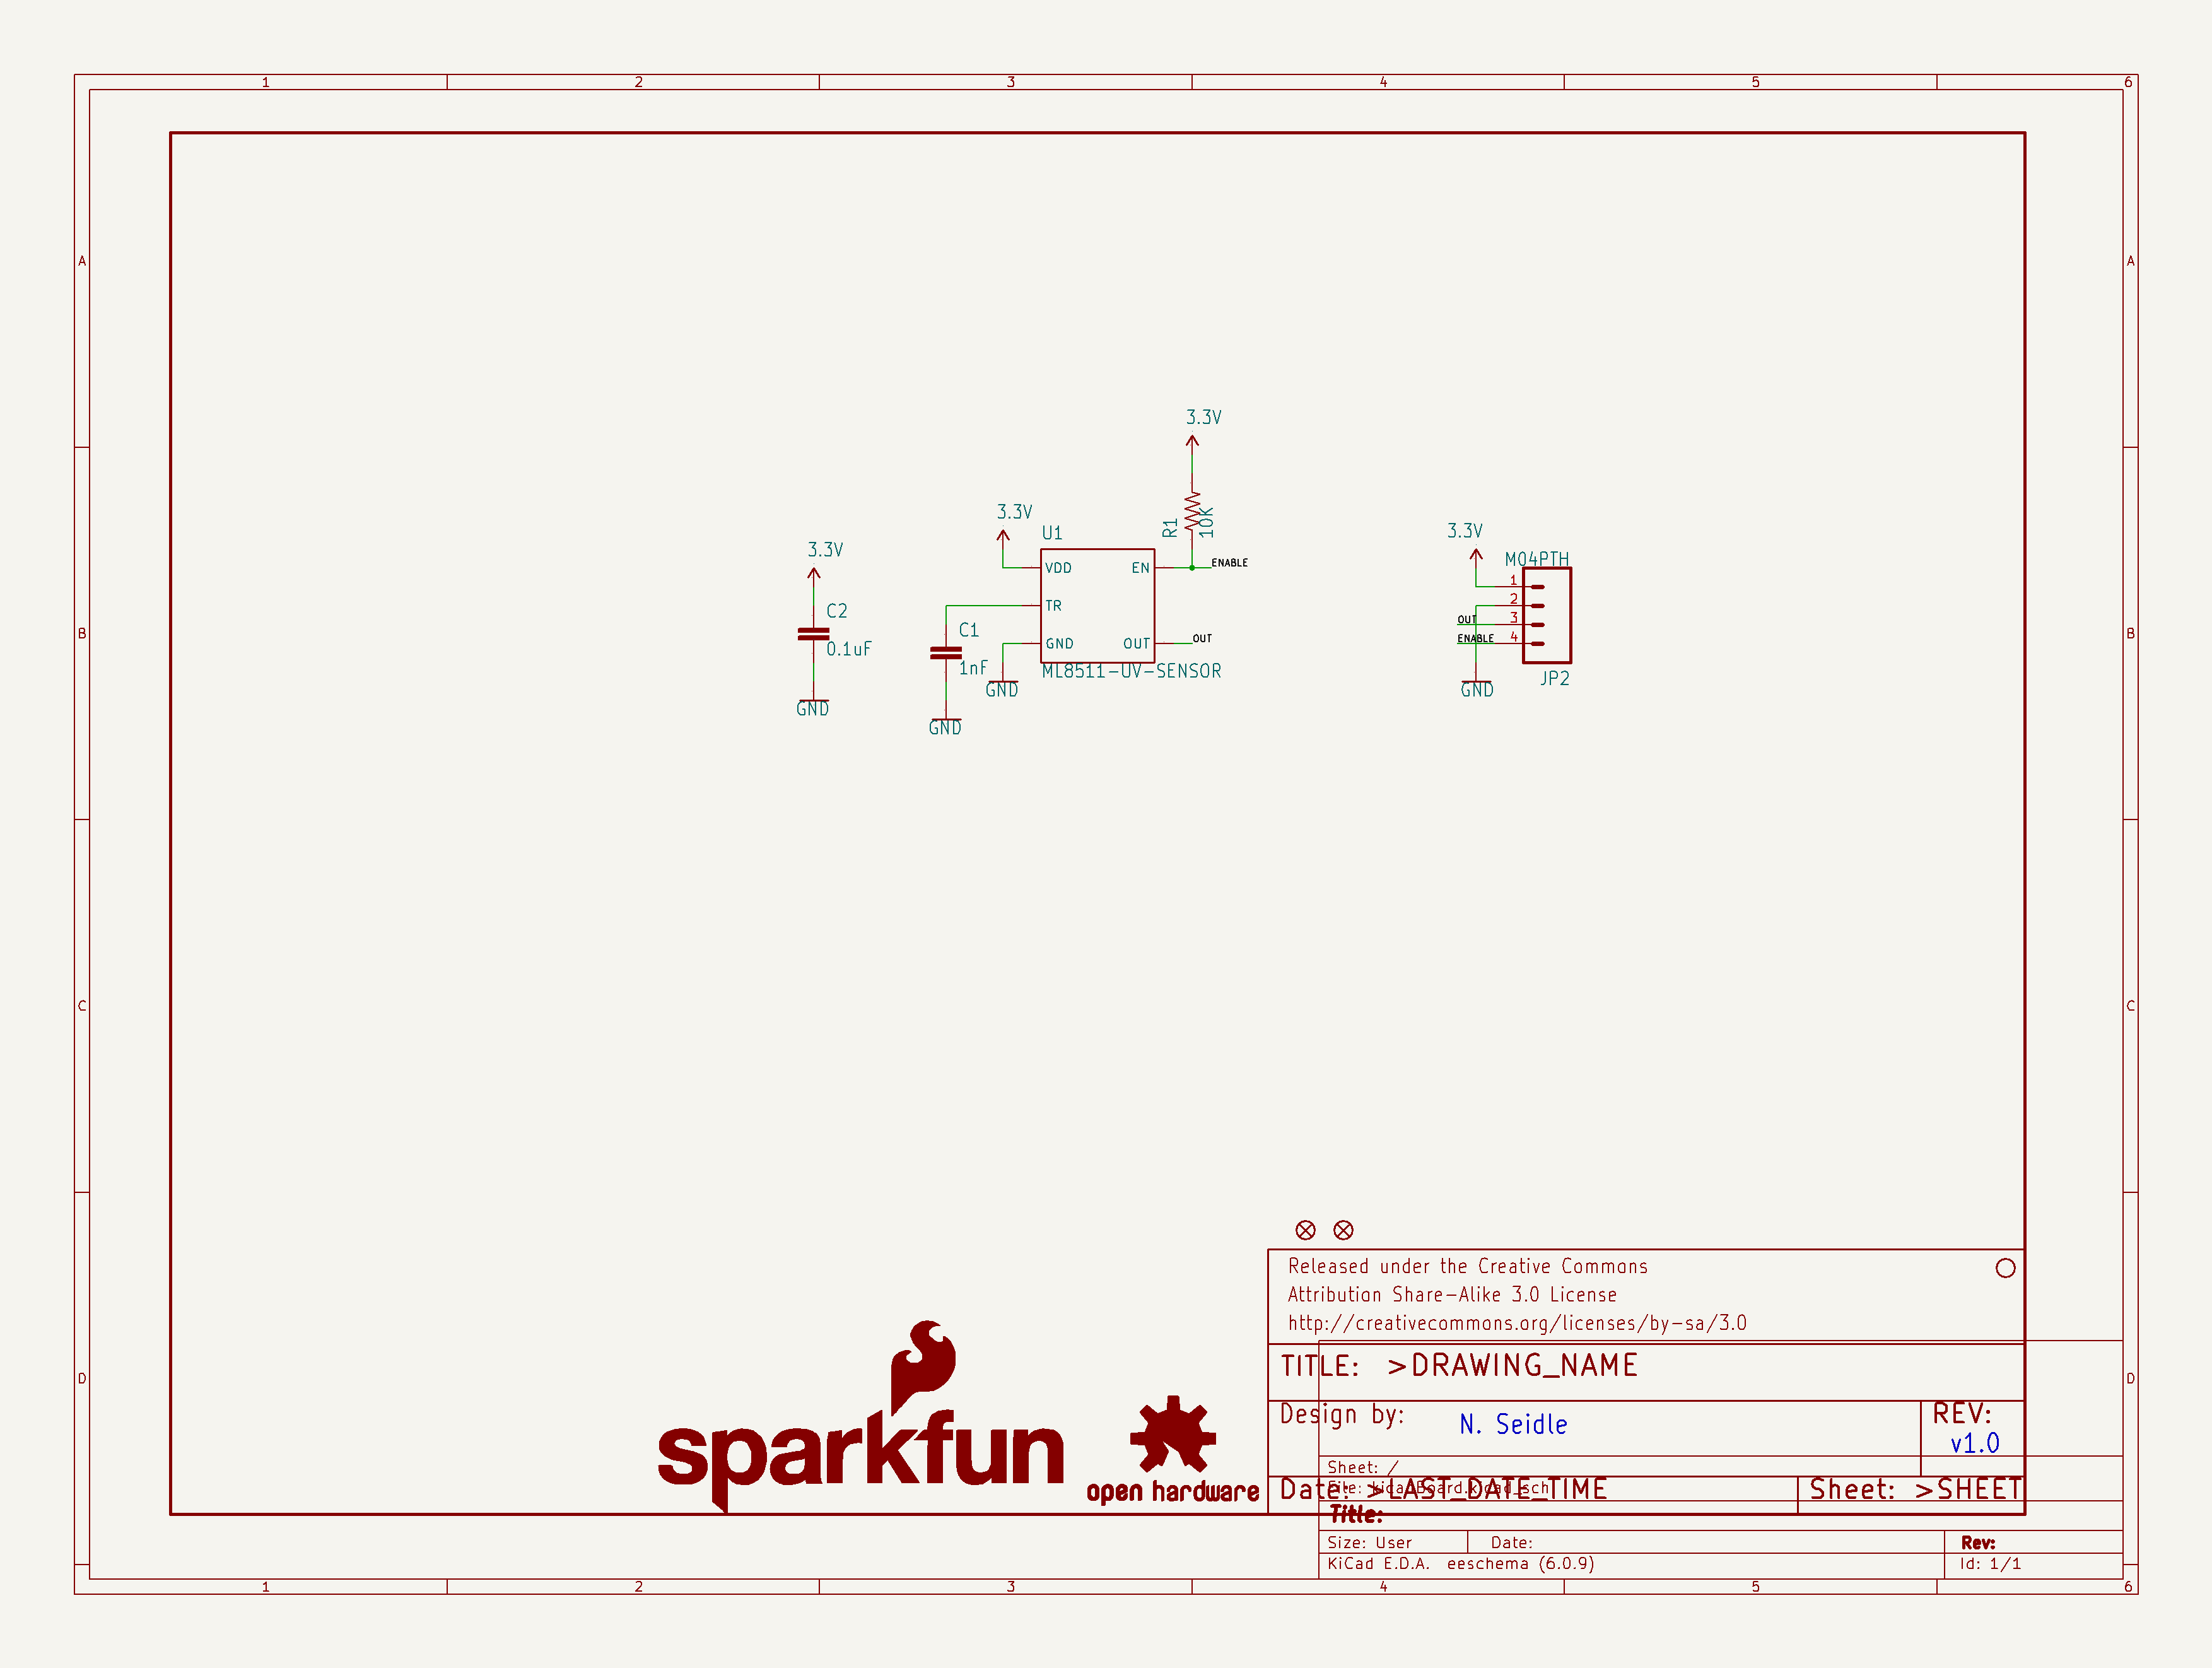 1 2 3 4 5 6
A A
3.3V
3.3V
U1
R1
10K
3.3V
3.3V
M04PTH
VDD EN ENABLE
C2
TR
1
2
OUT 3
ENABLE 4
C1
B B
0.1uF
GND OUT OUT
1nF
ML8511-UV-SENSOR
JP2
GND
GND
GND
GND
C C
Released under the Creative Commons
Attribution Share-Alike 3.0 License
http://creativecommons.org/licenses/by-sa/3.0
TITLE: >DRAWING_NAME
D D
Design by: N. Seidle
REV:
v1.0
sparkfun
open hardware
Sheet: /
File: kicadBoard.kicad_sch
Date: >LAST_DATE_TIME
Sheet: >SHEET
Title:
Size: User Date: Rev:
KiCad E.D.A. eeschema (6.0.9) Id: 1/1
1 2 3 4 5 6